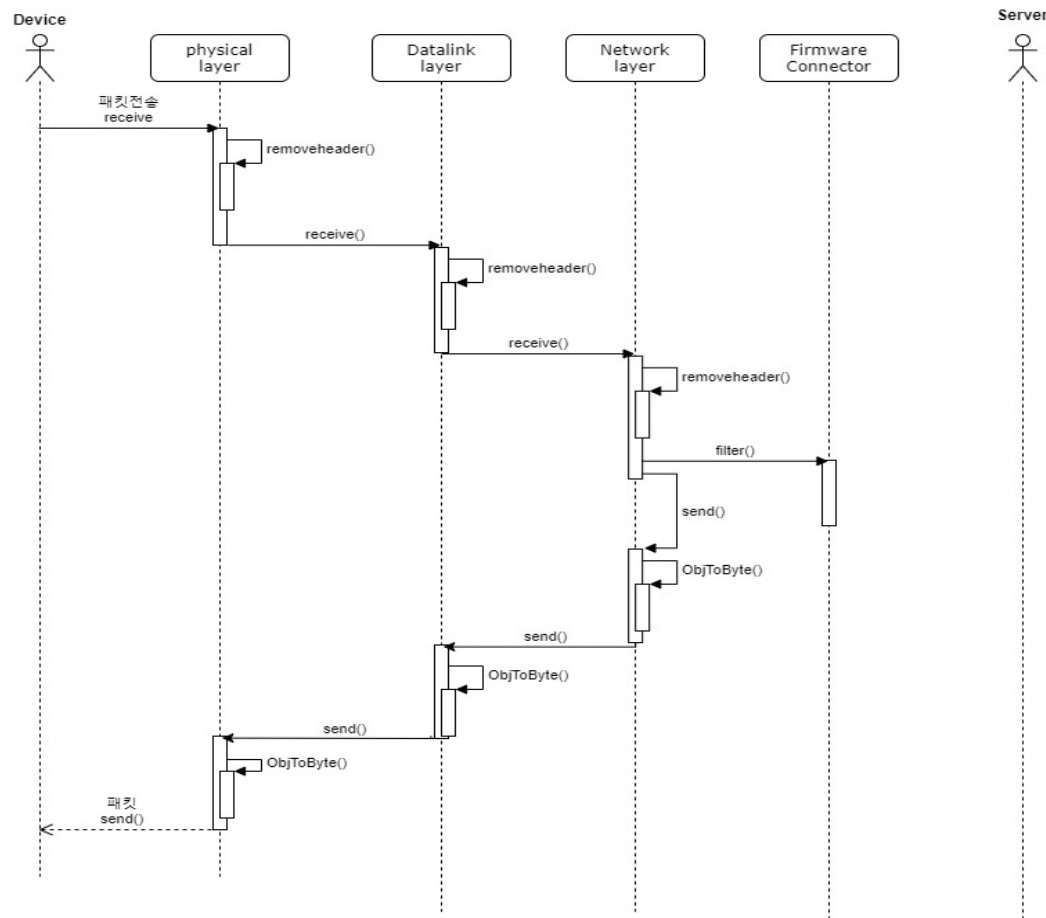 Device
Server
physical
layer
Datalink
layer
Network
layer
Firmware
Connector
패킷전송
receive
removeheader()
receive()
removeheader()
receive()
removeheader()
filter()
send()
ObjToByte()
send()
ObjToByte()
send()
ObjToByte()
패킷
send()